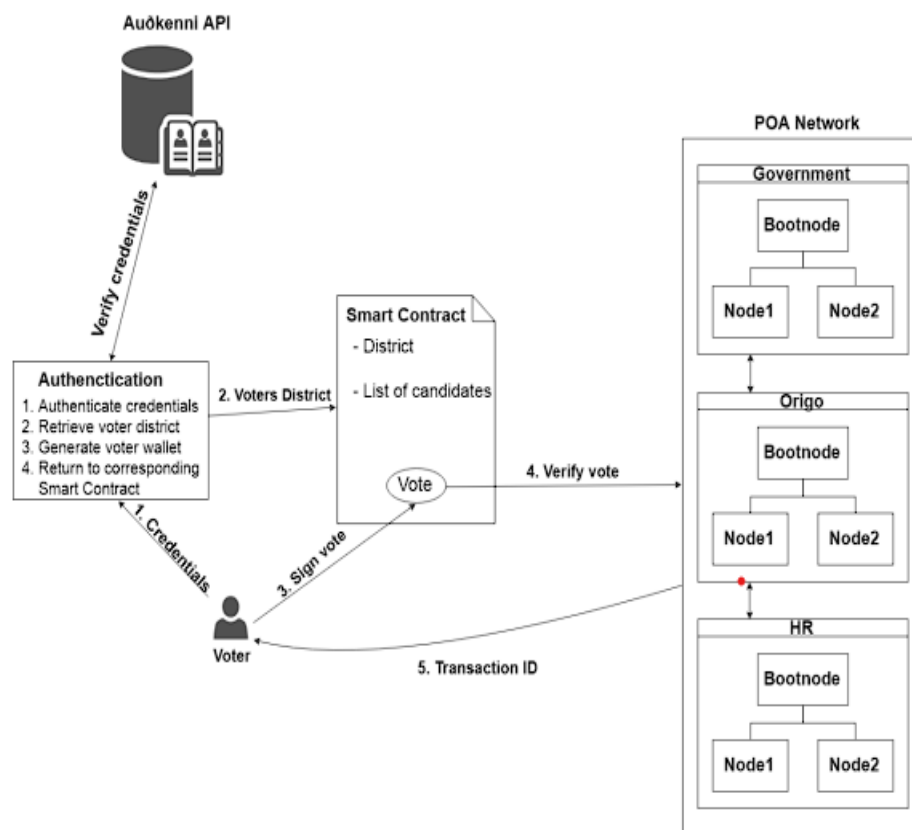 Auðkenni API
Verify credentials
Authenctication
1. Authenticate credentials
2. Retrieve voter district
3. Generate voter wallet
4. Return to corresponding
Smart Contract
2. Voters District
Smart Contract
- District
- List of candidates
Vote
1. Credentials
3. Sign vote
Voter
4. Verify vote
5. Transaction ID
POA Network
Government
Bootnode
Node1
Node2
Origo
Bootnode
Node1
Node2
HR
Bootnode
Node1
Node2